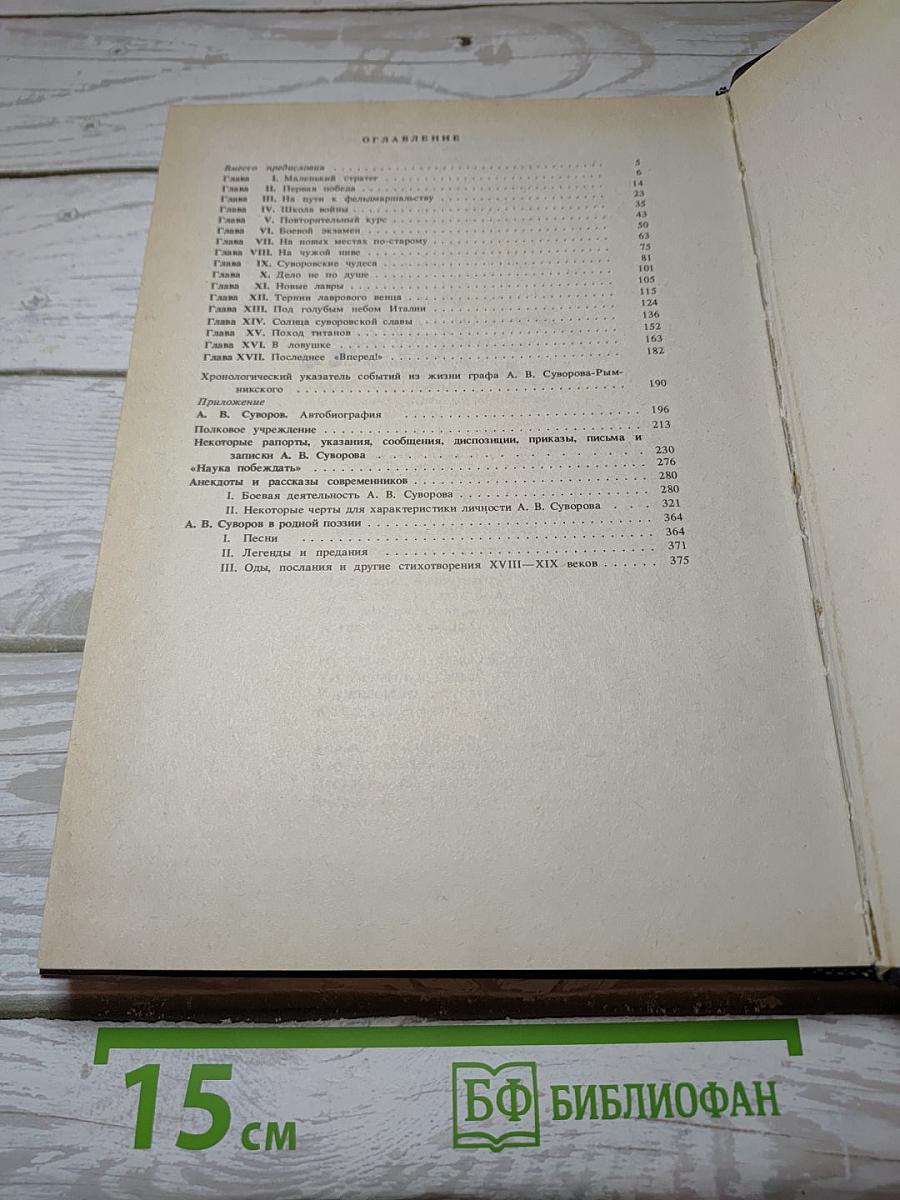 ОГЛАВЛЕНИЕ
Вместо предисловия . . . 5
Глава I. Маленький стратег . . . 6
Глава II. Первая победа . . . 14
Глава III. На пути к фельдмаршальству . . . 23
Глава IV. Школа войны . . . 35
Глава V. Повторительный курс . . . 43
Глава VI. Боевой экзамен . . . 50
Глава VII. На новых местах по-старому . . . 63
Глава VIII. На чужой ниве . . . 75
Глава IX. Суворовские чудеса . . . 81
Глава X. Дело не по душе . . . 101
Глава XI. Новые лавры . . . 105
Глава XII. Тернии лаврового венца . . . 115
Глава XIII. Под голубым небом Италии . . . 124
Глава XIV. Солнца суворовской славы . . . 136
Глава XV. Поход титанов . . . 152
Глава XVI. В ловушке . . . 163
Глава XVII. Последнее «Вперед!» . . . 182
Хронологический указатель событий из жизни графа А. В. Суворова-Рым-
никского . . . 190
Приложение
А. В. Суворов. Автобиография . . . 196
Полковое учреждение . . . 213
Некоторые рапорты, указания, сообщения, диспозиции, приказы, письма и
записки А. В. Суворова . . . 230
«Наука побеждать» . . . 276
Анекдоты и рассказы современников . . . 280
I. Боевая деятельность А. В. Суворова . . . 280
II. Некоторые черты для характеристики личности А. В. Суворова . . . 321
А. В. Суворов в родной поэзии . . . 364
I. Песни . . . 364
II. Легенды и предания . . . 371
III. Оды, послания и другие стихотворения XVIII—XIX веков . . . 375
15 см
БФ БИБЛИОФАН